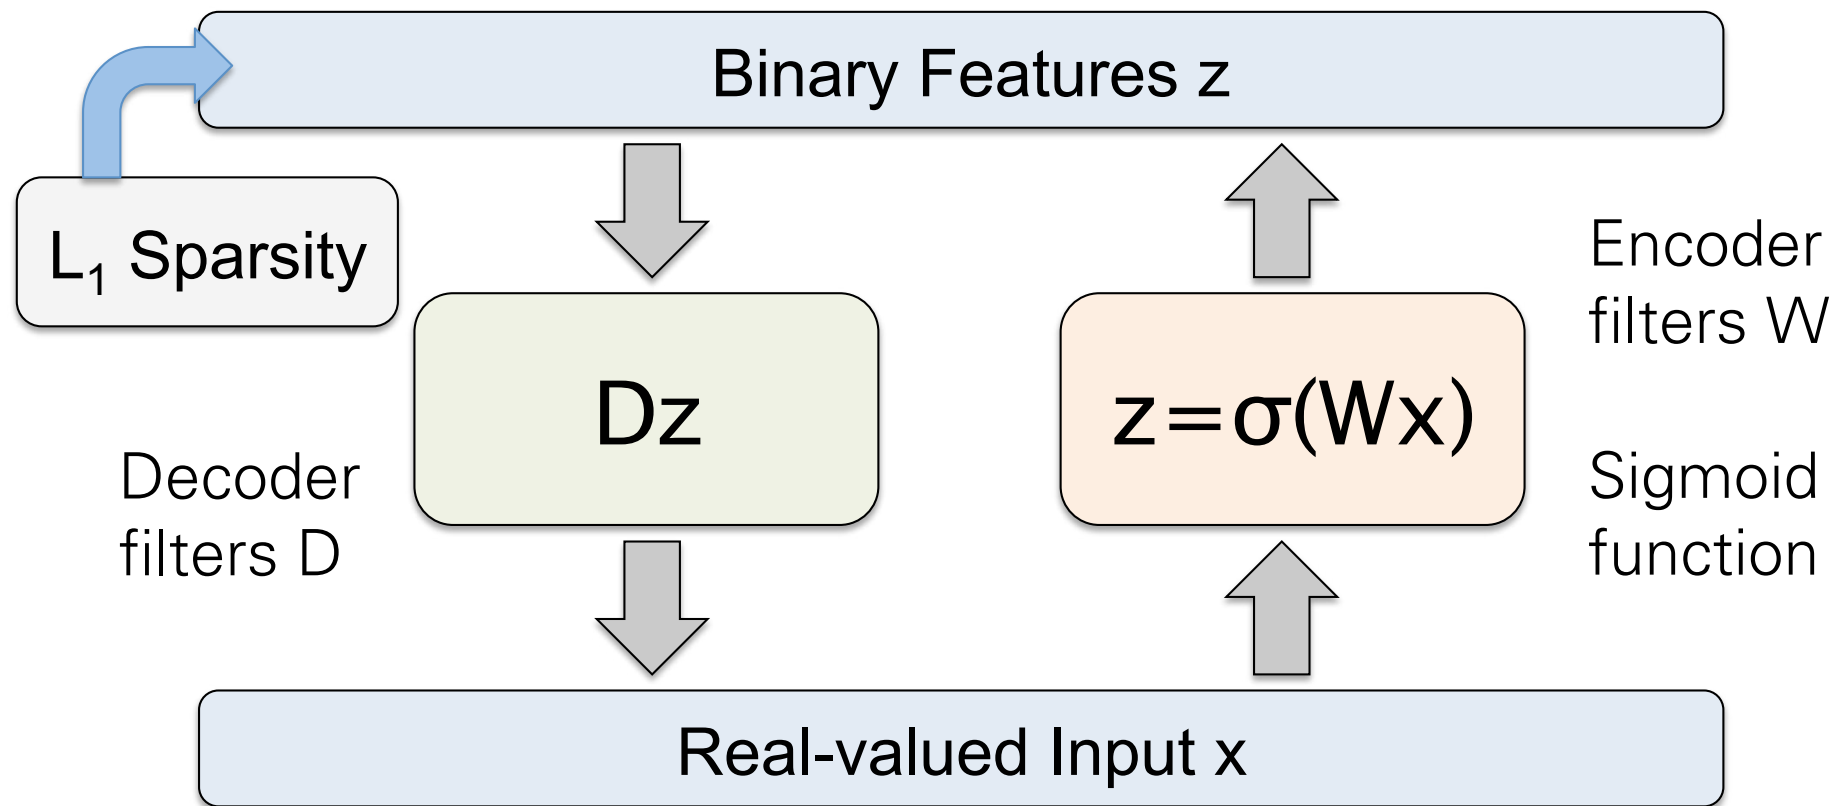 Binary Features z
L₁ Sparsity
Encoder
filters W
Dz
z=σ(Wx)
Decoder
filters D
Sigmoid
function
Real-valued Input x